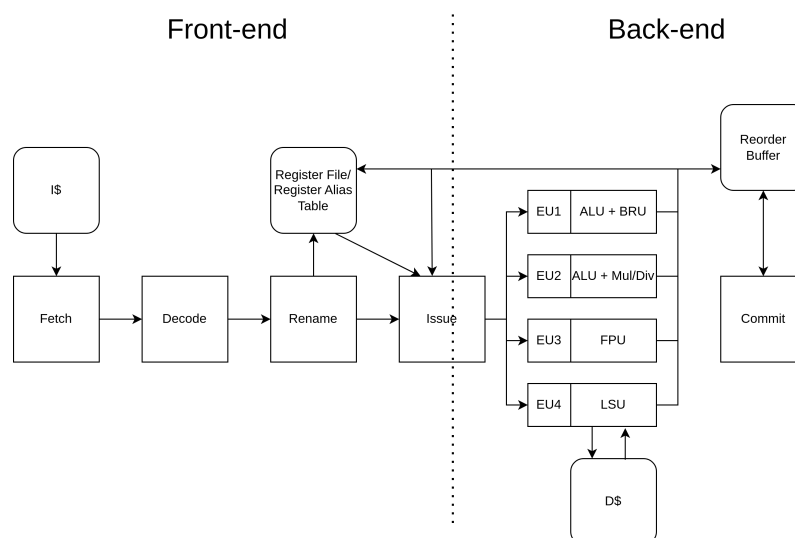 Front-end
Back-end
Reorder
Buffer
I$
Register File/
Register Alias
Table
EU1
ALU + BRU
EU2
ALU + Mul/Div
Fetch
Decode
Rename
Issue
EU3
FPU
Commit
EU4
LSU
D$